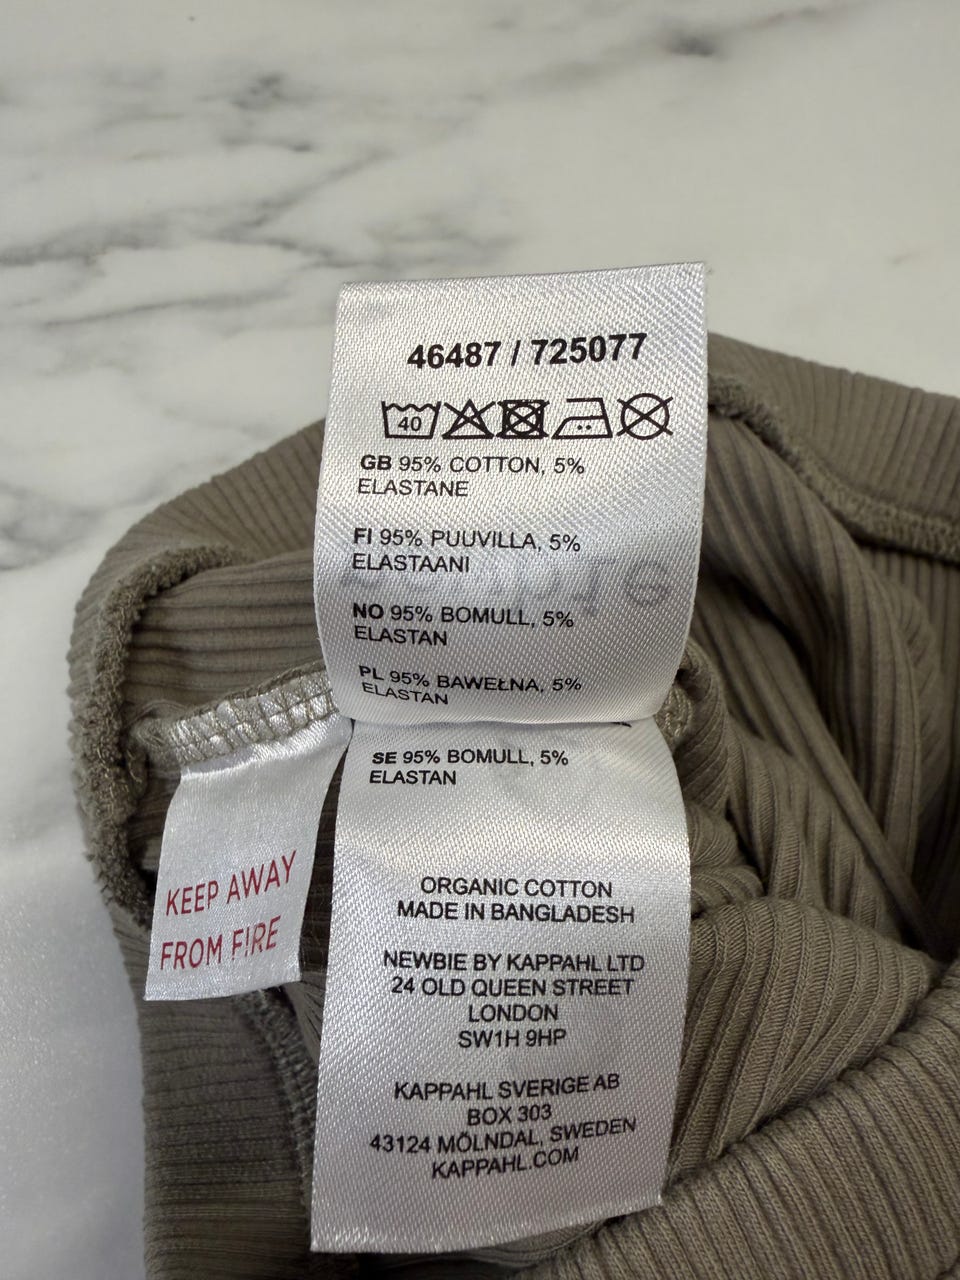 46487 / 725077
40
GB 95% COTTON, 5%
ELASTANE
FI 95% PUUVILLA, 5%
ELASTAANI
NO 95% BOMULL, 5%
ELASTAN
PL 95% BAWEŁNA, 5%
ELASTAN
SE 95% BOMULL, 5%
ELASTAN
ORGANIC COTTON
MADE IN BANGLADESH
NEWBIE BY KAPPAHL LTD
24 OLD QUEEN STREET
LONDON
SW1H 9HP
KAPPAHL SVERIGE AB
BOX 303
43124 MÖLNDAL, SWEDEN
KAPPAHL.COM
KEEP AWAY
FROM FIRE